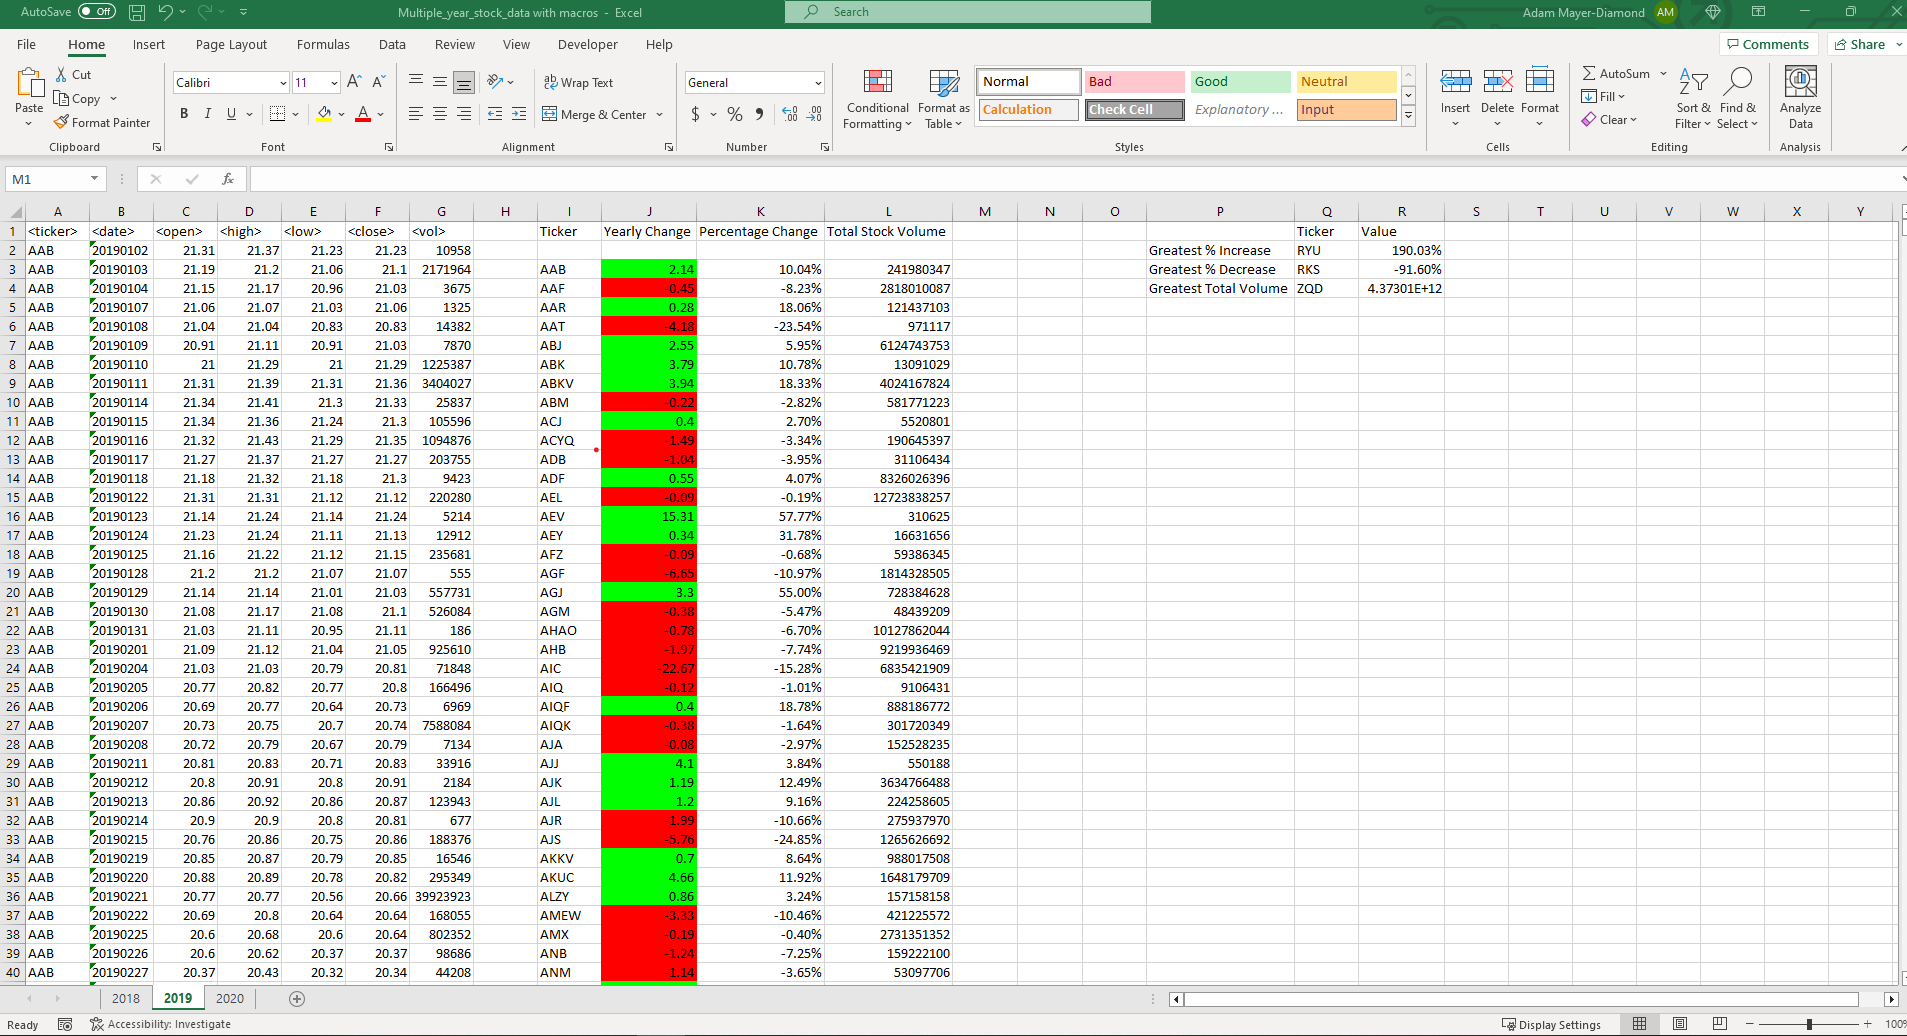 AutoSave Off Multiple_year_stock_data with macros - Excel Search Adam Mayer-Diamond AM
File Home Insert Page Layout Formulas Data Review View Developer Help Comments Share
Cut Copy Format Painter Paste
Calibri 11 B I U
Wrap Text Merge & Center
General $ %
Conditional Formatting Format as Table
Normal Bad Good Neutral
Calculation Check Cell Explanatory ... Input
Insert Delete Format
AutoSum Fill Clear Sort & Filter Find & Select Analyze Data
Clipboard Font Alignment Number Styles Cells Editing Analysis
M1 fx
A B C D E F G H I J K L M N O P Q R S T U V W X Y
1 <ticker> <date> <open> <high> <low> <close> <vol> Ticker Yearly Change Percentage Change Total Stock Volume Ticker Value
2 AAB 20190102 21.31 21.37 21.23 21.23 10958 Greatest % Increase RYU 190.03%
3 AAB 20190103 21.19 21.2 21.06 21.1 2171964 AAB 2.14 10.04% 241980347 Greatest % Decrease RKS -91.60%
4 AAB 20190104 21.15 21.17 20.96 21.03 3675 AAF -0.45 -8.23% 2818010087 Greatest Total Volume ZQD 4.37301E+12
5 AAB 20190107 21.06 21.07 21.03 21.06 1325 AAR 0.28 18.06% 121437103
6 AAB 20190108 21.04 21.04 20.83 20.83 14382 AAT -4.18 -23.54% 971117
7 AAB 20190109 20.91 21.11 20.91 21.03 7870 ABJ 2.55 5.95% 6124743753
8 AAB 20190110 21 21.29 21 21.29 1225387 ABK 3.79 10.78% 13091029
9 AAB 20190111 21.31 21.39 21.31 21.36 3404027 ABKV 3.94 18.33% 4024167824
10 AAB 20190114 21.34 21.41 21.3 21.33 25837 ABM -0.22 -2.82% 581771223
11 AAB 20190115 21.34 21.36 21.24 21.3 105596 ACJ 0.4 2.70% 5520801
12 AAB 20190116 21.32 21.43 21.29 21.35 1094876 ACYQ -1.49 -3.34% 190645397
13 AAB 20190117 21.27 21.37 21.27 21.27 203755 ADB -1.04 -3.95% 31106434
14 AAB 20190118 21.18 21.32 21.18 21.3 9423 ADF 0.55 4.07% 8326026396
15 AAB 20190122 21.31 21.31 21.12 21.12 220280 AEL -0.09 -0.19% 12723838257
16 AAB 20190123 21.14 21.24 21.14 21.24 5214 AEV 15.31 57.77% 310625
17 AAB 20190124 21.23 21.24 21.11 21.13 12912 AEY 0.34 31.78% 16631656
18 AAB 20190125 21.16 21.22 21.12 21.15 235681 AFZ -0.09 -0.68% 59386345
19 AAB 20190128 21.2 21.2 21.07 21.07 555 AGF -6.65 -10.97% 1814328505
20 AAB 20190129 21.14 21.14 21.01 21.03 557731 AGJ 3.3 55.00% 728384628
21 AAB 20190130 21.08 21.17 21.08 21.1 526084 AGM -0.38 -5.47% 48439209
22 AAB 20190131 21.03 21.11 20.95 21.11 186 AHAO -0.78 -6.70% 10127862044
23 AAB 20190201 21.09 21.12 21.04 21.05 925610 AHB -1.97 -7.74% 9219936469
24 AAB 20190204 21.03 21.03 20.79 20.81 71848 AIC -22.67 -15.28% 6835421909
25 AAB 20190205 20.77 20.82 20.77 20.8 166496 AIQ -0.12 -1.01% 9106431
26 AAB 20190206 20.69 20.77 20.64 20.73 6969 AIQF 0.4 18.78% 888186772
27 AAB 20190207 20.73 20.75 20.7 20.74 7588084 AIQK -0.38 -1.64% 301720349
28 AAB 20190208 20.72 20.79 20.67 20.79 7134 AJA -0.08 -2.97% 152528235
29 AAB 20190211 20.81 20.83 20.71 20.83 33916 AJJ 4.1 3.84% 550188
30 AAB 20190212 20.8 20.91 20.8 20.91 2184 AJK 1.19 12.49% 3634766488
31 AAB 20190213 20.86 20.92 20.86 20.87 123943 AJL 1.2 9.16% 224258605
32 AAB 20190214 20.9 20.9 20.8 20.81 677 AJR -1.99 -10.66% 275937970
33 AAB 20190215 20.76 20.86 20.75 20.86 188376 AJS -5.76 -24.85% 1265626692
34 AAB 20190219 20.85 20.87 20.79 20.85 16546 AKKV 0.7 8.64% 988017508
35 AAB 20190220 20.88 20.89 20.78 20.82 295349 AKUC 4.66 11.92% 1648179709
36 AAB 20190221 20.77 20.77 20.56 20.66 39923923 ALZY 0.86 3.24% 157158158
37 AAB 20190222 20.69 20.8 20.64 20.64 168055 AMEW -3.33 -10.46% 421225572
38 AAB 20190225 20.6 20.68 20.6 20.64 802352 AMX -0.19 -0.40% 2731351352
39 AAB 20190226 20.6 20.62 20.37 20.37 98686 ANB -1.24 -7.25% 159222100
40 AAB 20190227 20.37 20.43 20.32 20.34 44208 ANM -1.14 -3.65% 53097706
2018 2019 2020
Ready Accessibility: Investigate Display Settings 100%